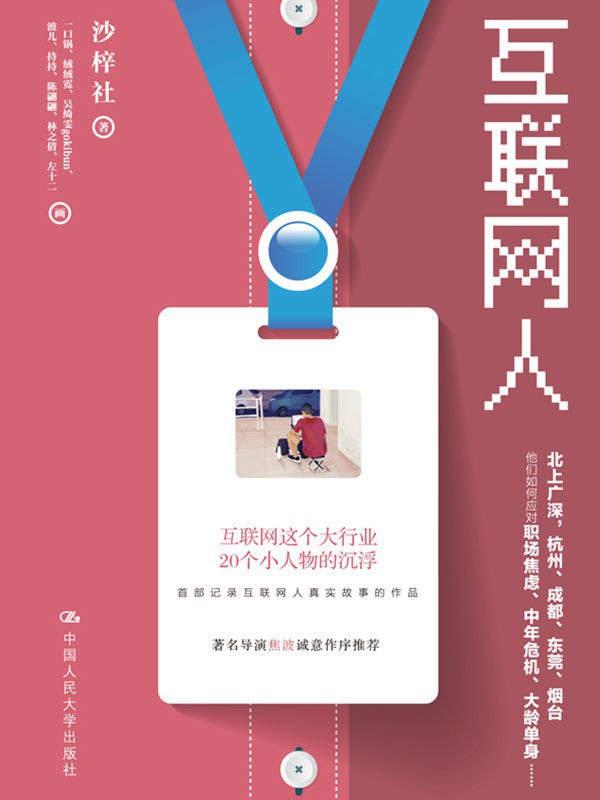 互联网人
北上广深，杭州、成都、东莞、烟台
他们如何应对职场焦虑、中年危机、大龄单身……
沙梓社 著
一口锅、绒绒霓、吴绮雯gokibun、
波儿、持持、陈翩翩、林之倩、左十二 画
互联网这个大行业
20个小人物的沉浮
首部记录互联网人真实故事的作品
著名导演焦波诚意作序推荐
中国人民大学出版社